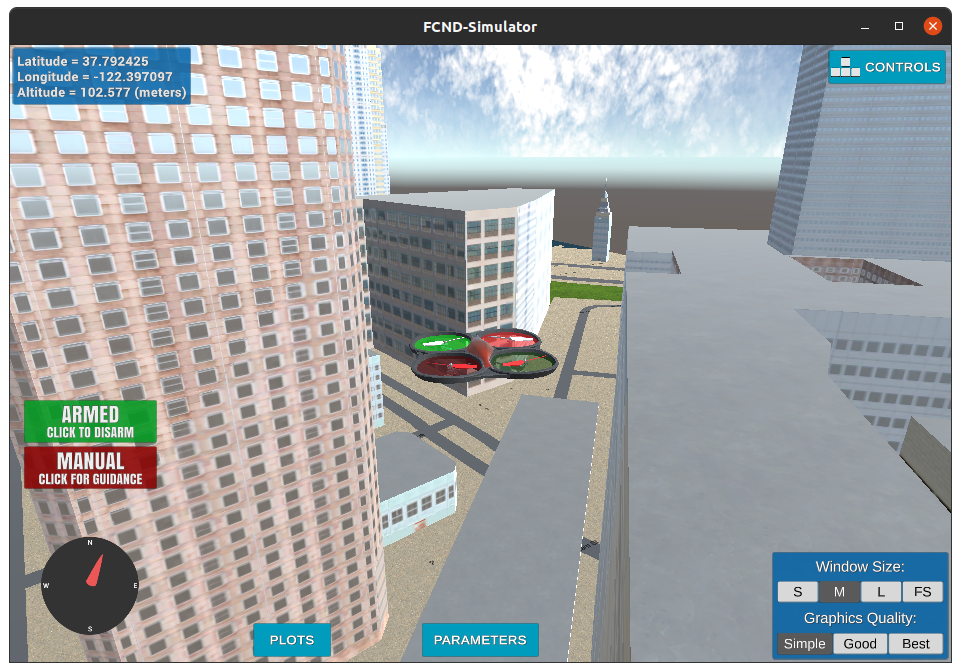 FCND-Simulator
Latitude = 37.792425
Longitude = -122.397097
Altitude = 102.577 (meters)
CONTROLS
ARMED
CLICK TO DISARM
MANUAL
CLICK FOR GUIDANCE
N
W E
S
PLOTS
PARAMETERS
Window Size:
S M L FS
Graphics Quality:
Simple Good Best